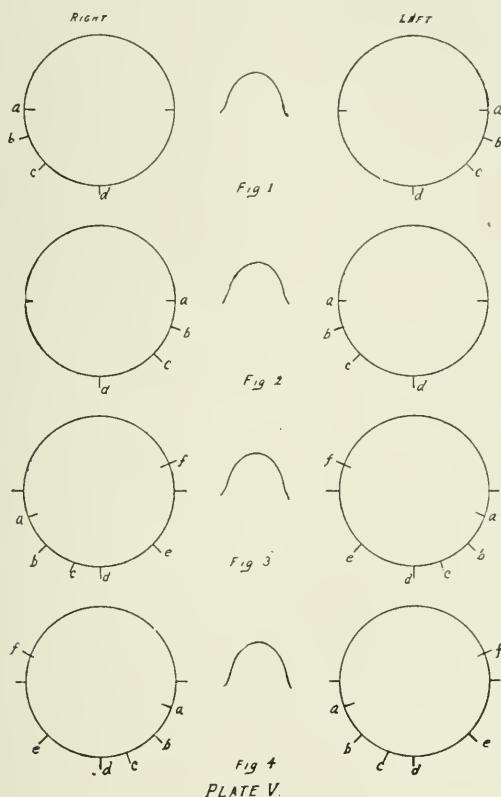 RIGHT LEFT
a a
b b
c c
d d
Fig 1
a a
b b
c c
d d
Fig 2
f f
a a
b b
c c
d d
e e
Fig 3
f f
a a
b b
c c
d d
e e
Fig 4
PLATE V.